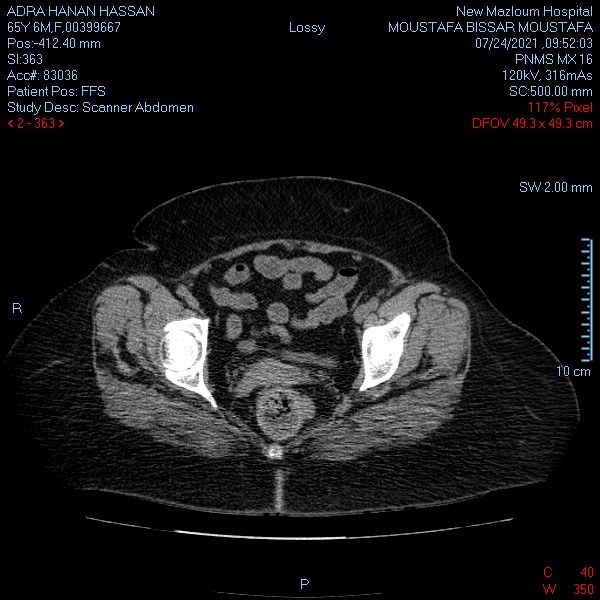 ADRA HANAN HASSAN
65Y 6M,F,00399667
Pos:-412.40 mm
SI:363
Acc#: 83036
Patient Pos: FFS
Study Desc: Scanner Abdomen
< 2 - 363 >
Lossy
New Mazloum Hospital
MOUSTAFA BISSAR MOUSTAFA
07/24/2021 ,09:52:03
PNMS MX 16
120kV, 316mAs
SC:500.00 mm
117% Pixel
DFOV 49.3 x 49.3 cm
SW 2.00 mm
R
10 cm
P
C 40
W 350